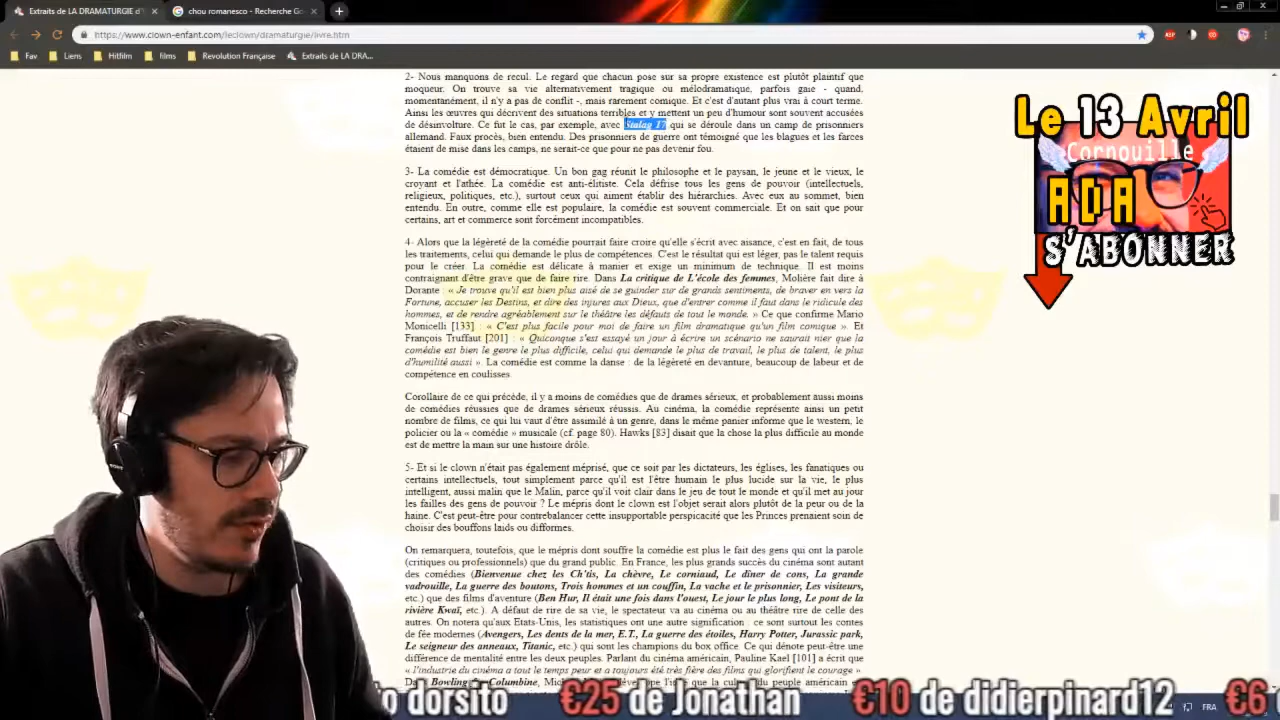 Extraits de LA DRAMATURGIE d'
chou romanesco - Recherche Go
https://www.clown-enfant.com/leclown/dramaturgie/livre.htm
Fav
Liens
Hitfilm
films
Revolution Française
Extraits de LA DRA...
2- Nous manquons de recul. Le regard que chacun pose sur sa propre existence est plutôt plaintif que
moqueur. On trouve sa vie alternativement tragique ou mélodramatique, parfois gaie - quand,
momentanément, il n'y a pas de conflit -, mais rarement comique. Et c'est d'autant plus vrai à court terme.
Ainsi les œuvres qui décrivent des situations terribles et y mettent un peu d'humour sont souvent accusées
de désinvolture. Ce fut le cas, par exemple, avec Stalag 17 qui se déroule dans un camp de prisonniers
allemand. Faux procès, bien entendu. Des prisonniers de guerre ont témoigné que les blagues et les farces
étaient de mise dans les camps, ne serait-ce que pour ne pas devenir fou.
3- La comédie est démocratique. Un bon gag réunit le philosophe et le paysan, le jeune et le vieux, le
croyant et l'athée. La comédie est anti-élitiste. Cela défrise tous les gens de pouvoir (intellectuels,
religieux, politiques, etc.), surtout ceux qui aiment établir des hiérarchies. Avec eux au sommet, bien
entendu. En outre, comme elle est populaire, la comédie est souvent commerciale. Et on sait que pour
certains, art et commerce sont forcément incompatibles.
4- Alors que la légèreté de la comédie pourrait faire croire qu'elle s'écrit avec aisance, c'est en fait, de tous
les traitements, celui qui demande le plus de compétences. C'est le résultat qui est léger, pas le talent requis
pour le créer. La comédie est délicate à manier et exige un minimum de technique. Il est moins
contraignant d'être grave que de faire rire. Dans La critique de L'école des femmes, Molière fait dire à
Dorante : « Je trouve qu'il est bien plus aisé de se guinder sur de grands sentiments, de braver en vers la
Fortune, accuser les Destins, et dire des injures aux Dieux, que d'entrer comme il faut dans le ridicule des
hommes, et de rendre agréablement sur le théâtre les défauts de tout le monde. » Ce que confirme Mario
Monicelli [133] : « C'est plus facile pour moi de faire un film dramatique qu'un film comique ». Et
François Truffaut [201] : « Quiconque s'est essayé un jour à écrire un scénario ne saurait nier que la
comédie est bien le genre le plus difficile, celui qui demande le plus de travail, le plus de talent, le plus
d'humilité aussi ». La comédie est comme la danse : de la légèreté en devanture, beaucoup de labeur et de
compétence en coulisses.
Corollaire de ce qui précède, il y a moins de comédies que de drames sérieux, et probablement aussi moins
de comédies réussies que de drames sérieux réussis. Au cinéma, la comédie représente ainsi un petit
nombre de films, ce qui lui vaut d'être assimilé à un genre, dans le même panier informe que le western, le
policier ou la « comédie » musicale (cf. page 80). Hawks [83] disait que la chose la plus difficile au monde
est de mettre la main sur une histoire drôle.
5- Et si le clown n'était pas également méprisé, que ce soit par les dictateurs, les églises, les fanatiques ou
certains intellectuels, tout simplement parce qu'il est l'être humain le plus lucide sur la vie, le plus
intelligent, aussi malin que le Malin, parce qu'il voit clair dans le jeu de tout le monde et qu'il met au jour
les failles des gens de pouvoir ? Le mépris dont le clown est l'objet serait alors plutôt de la peur ou de la
haine. C'est peut-être pour contrebalancer cette insupportable perspicacité que les Princes prenaient soin de
choisir des bouffons laids ou difformes.
On remarquera, toutefois, que le mépris dont souffre la comédie est plus le fait des gens qui ont la parole
(critiques ou professionnels) que du grand public. En France, les plus grands succès du cinéma sont autant
des comédies (Bienvenue chez les Ch'tis, La chèvre, Le corniaud, Le dîner de cons, La grande
vadrouille, La guerre des boutons, Trois hommes et un couffin, La vache et le prisonnier, Les visiteurs,
etc.) que des films d'aventure (Ben Hur, Il était une fois dans l'ouest, Le jour le plus long, Le pont de la
rivière Kwaï, etc.). A défaut de rire de sa vie, le spectateur va au cinéma ou au théâtre rire de celle des
autres. On notera qu'aux Etats-Unis, les statistiques ont une autre signification : ce sont surtout les contes
de fée modernes (Avengers, Les dents de la mer, E.T., La guerre des étoiles, Harry Potter, Jurassic park,
Le seigneur des anneaux, Titanic, etc.) qui sont les champions du box office. Ce qui dénote peut-être une
différence de mentalité entre les deux peuples. Parlant du cinéma américain, Pauline Kael [101] a écrit que
« l'industrie du cinéma a tout le temps peur et a toujours été très fière des films qui glorifient le courage »
Bowling Columbine,
Le 13 Avril
Cornouille
ADA
S'ABONNER
dorsito €25 de Jonathan €10 de didierpinard12 €6
FRA